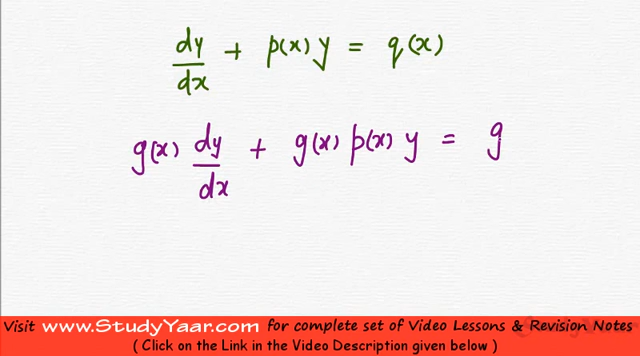 dy/dx + p(x) y = q(x)
g(x) dy/dx + g(x) p(x) y = g
Visit www.StudyYaar.com for complete set of Video Lessons & Revision Notes
( Click on the Link in the Video Description given below )